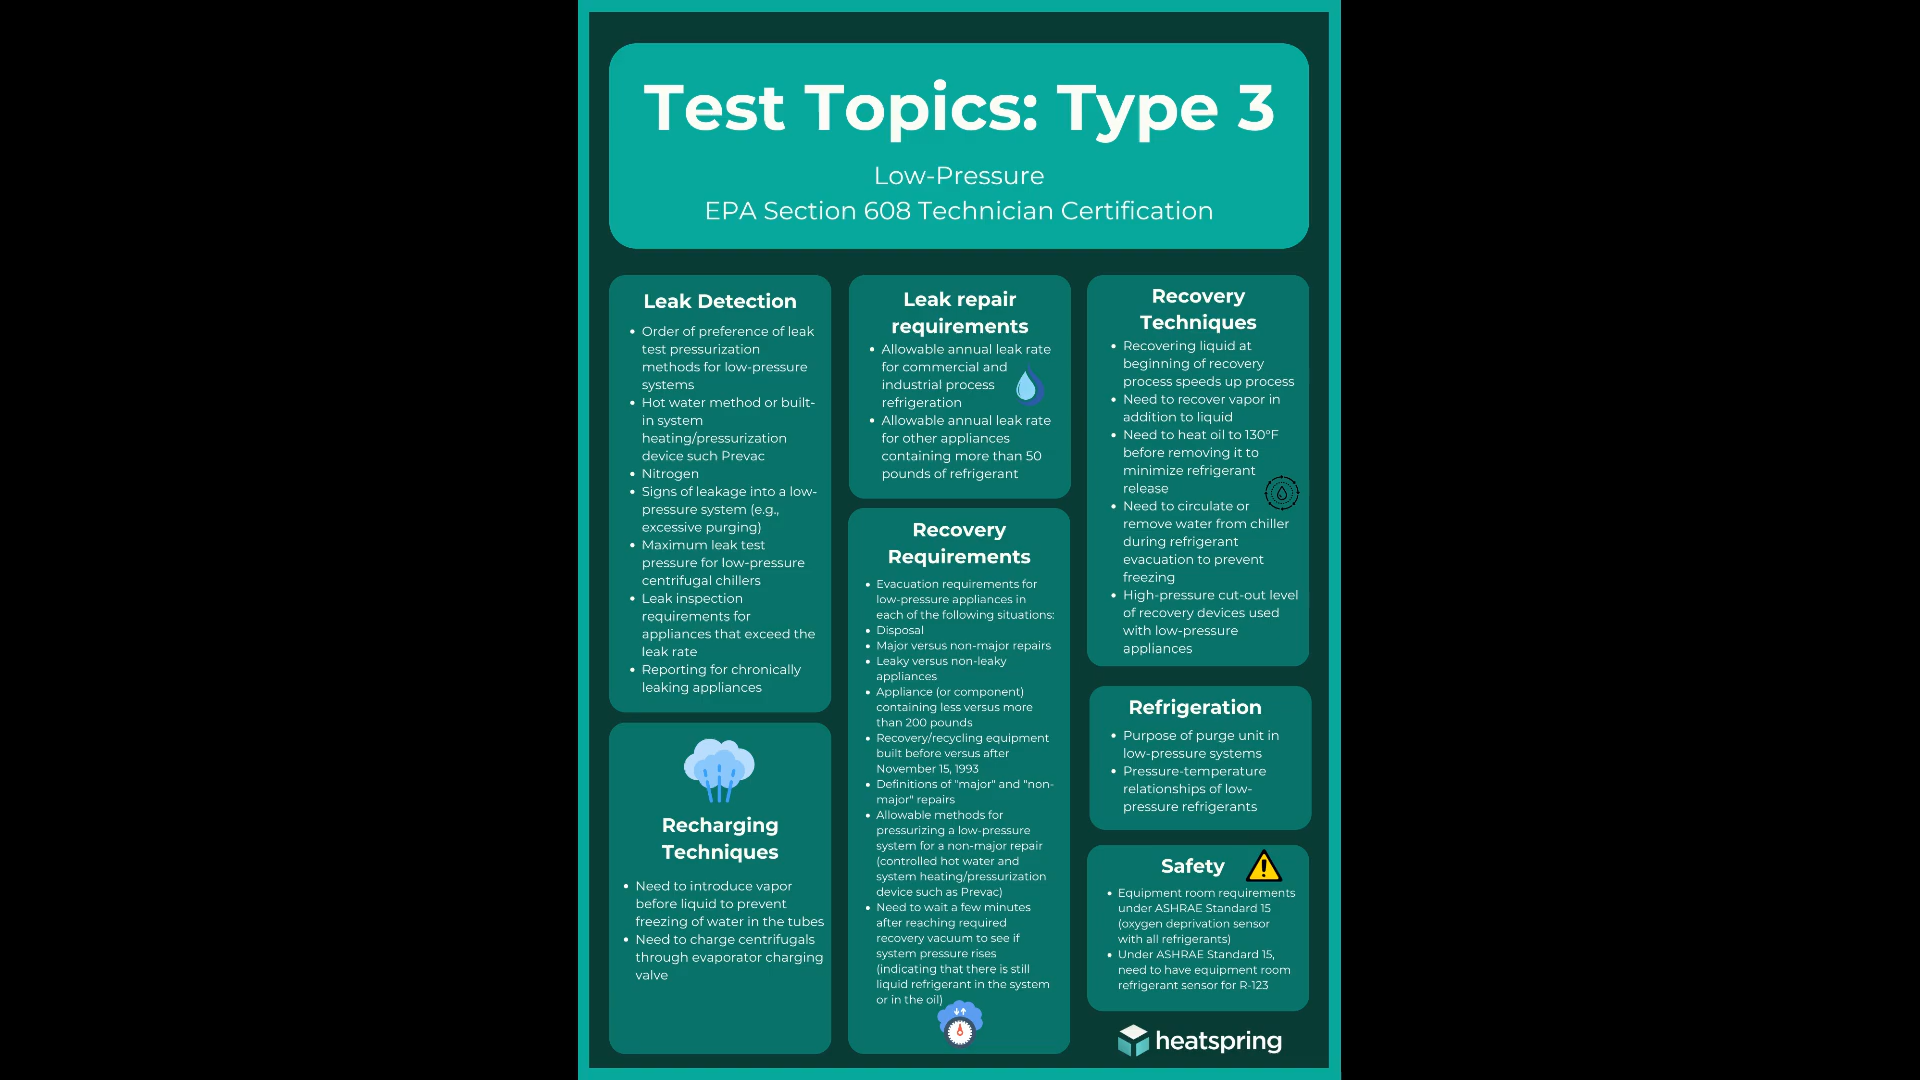 Test Topics: Type 3
Low-Pressure
EPA Section 608 Technician Certification
Leak Detection
• Order of preference of leak
test pressurization
methods for low-pressure
systems
• Hot water method or built-
in system
heating/pressurization
device such Prevac
• Nitrogen
• Signs of leakage into a low-
pressure system (e.g.,
excessive purging)
• Maximum leak test
pressure for low-pressure
centrifugal chillers
• Leak inspection
requirements for
appliances that exceed the
leak rate
• Reporting for chronically
leaking appliances
Recharging
Techniques
• Need to introduce vapor
before liquid to prevent
freezing of water in the tubes
• Need to charge centrifugals
through evaporator charging
valve
Leak repair
requirements
• Allowable annual leak rate
for commercial and
industrial process
refrigeration
• Allowable annual leak rate
for other appliances
containing more than 50
pounds of refrigerant
Recovery
Requirements
• Evacuation requirements for
low-pressure appliances in
each of the following situations:
• Disposal
• Major versus non-major repairs
• Leaky versus non-leaky
appliances
• Appliance (or component)
containing less versus more
than 200 pounds
• Recovery/recycling equipment
built before versus after
November 15, 1993
• Definitions of "major" and "non-
major" repairs
• Allowable methods for
pressurizing a low-pressure
system for a non-major repair
(controlled hot water and
system heating/pressurization
device such as Prevac)
• Need to wait a few minutes
after reaching required
recovery vacuum to see if
system pressure rises
(indicating that there is still
liquid refrigerant in the system
or in the oil)
Recovery
Techniques
• Recovering liquid at
beginning of recovery
process speeds up process
• Need to recover vapor in
addition to liquid
• Need to heat oil to 130°F
before removing it to
minimize refrigerant
release
• Need to circulate or
remove water from chiller
during refrigerant
evacuation to prevent
freezing
• High-pressure cut-out level
of recovery devices used
with low-pressure
appliances
Refrigeration
• Purpose of purge unit in
low-pressure systems
• Pressure-temperature
relationships of low-
pressure refrigerants
Safety
• Equipment room requirements
under ASHRAE Standard 15
(oxygen deprivation sensor
with all refrigerants)
• Under ASHRAE Standard 15,
need to have equipment room
refrigerant sensor for R-123
heatspring